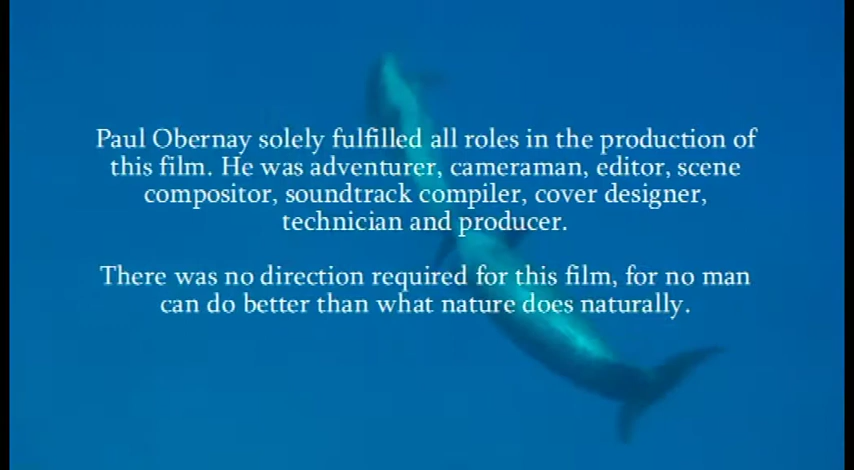 Paul Obernay solely fulfilled all roles in the production of
this film. He was adventurer, cameraman, editor, scene
compositor, soundtrack compiler, cover designer,
technician and producer.
There was no direction required for this film, for no man
can do better than what nature does naturally.